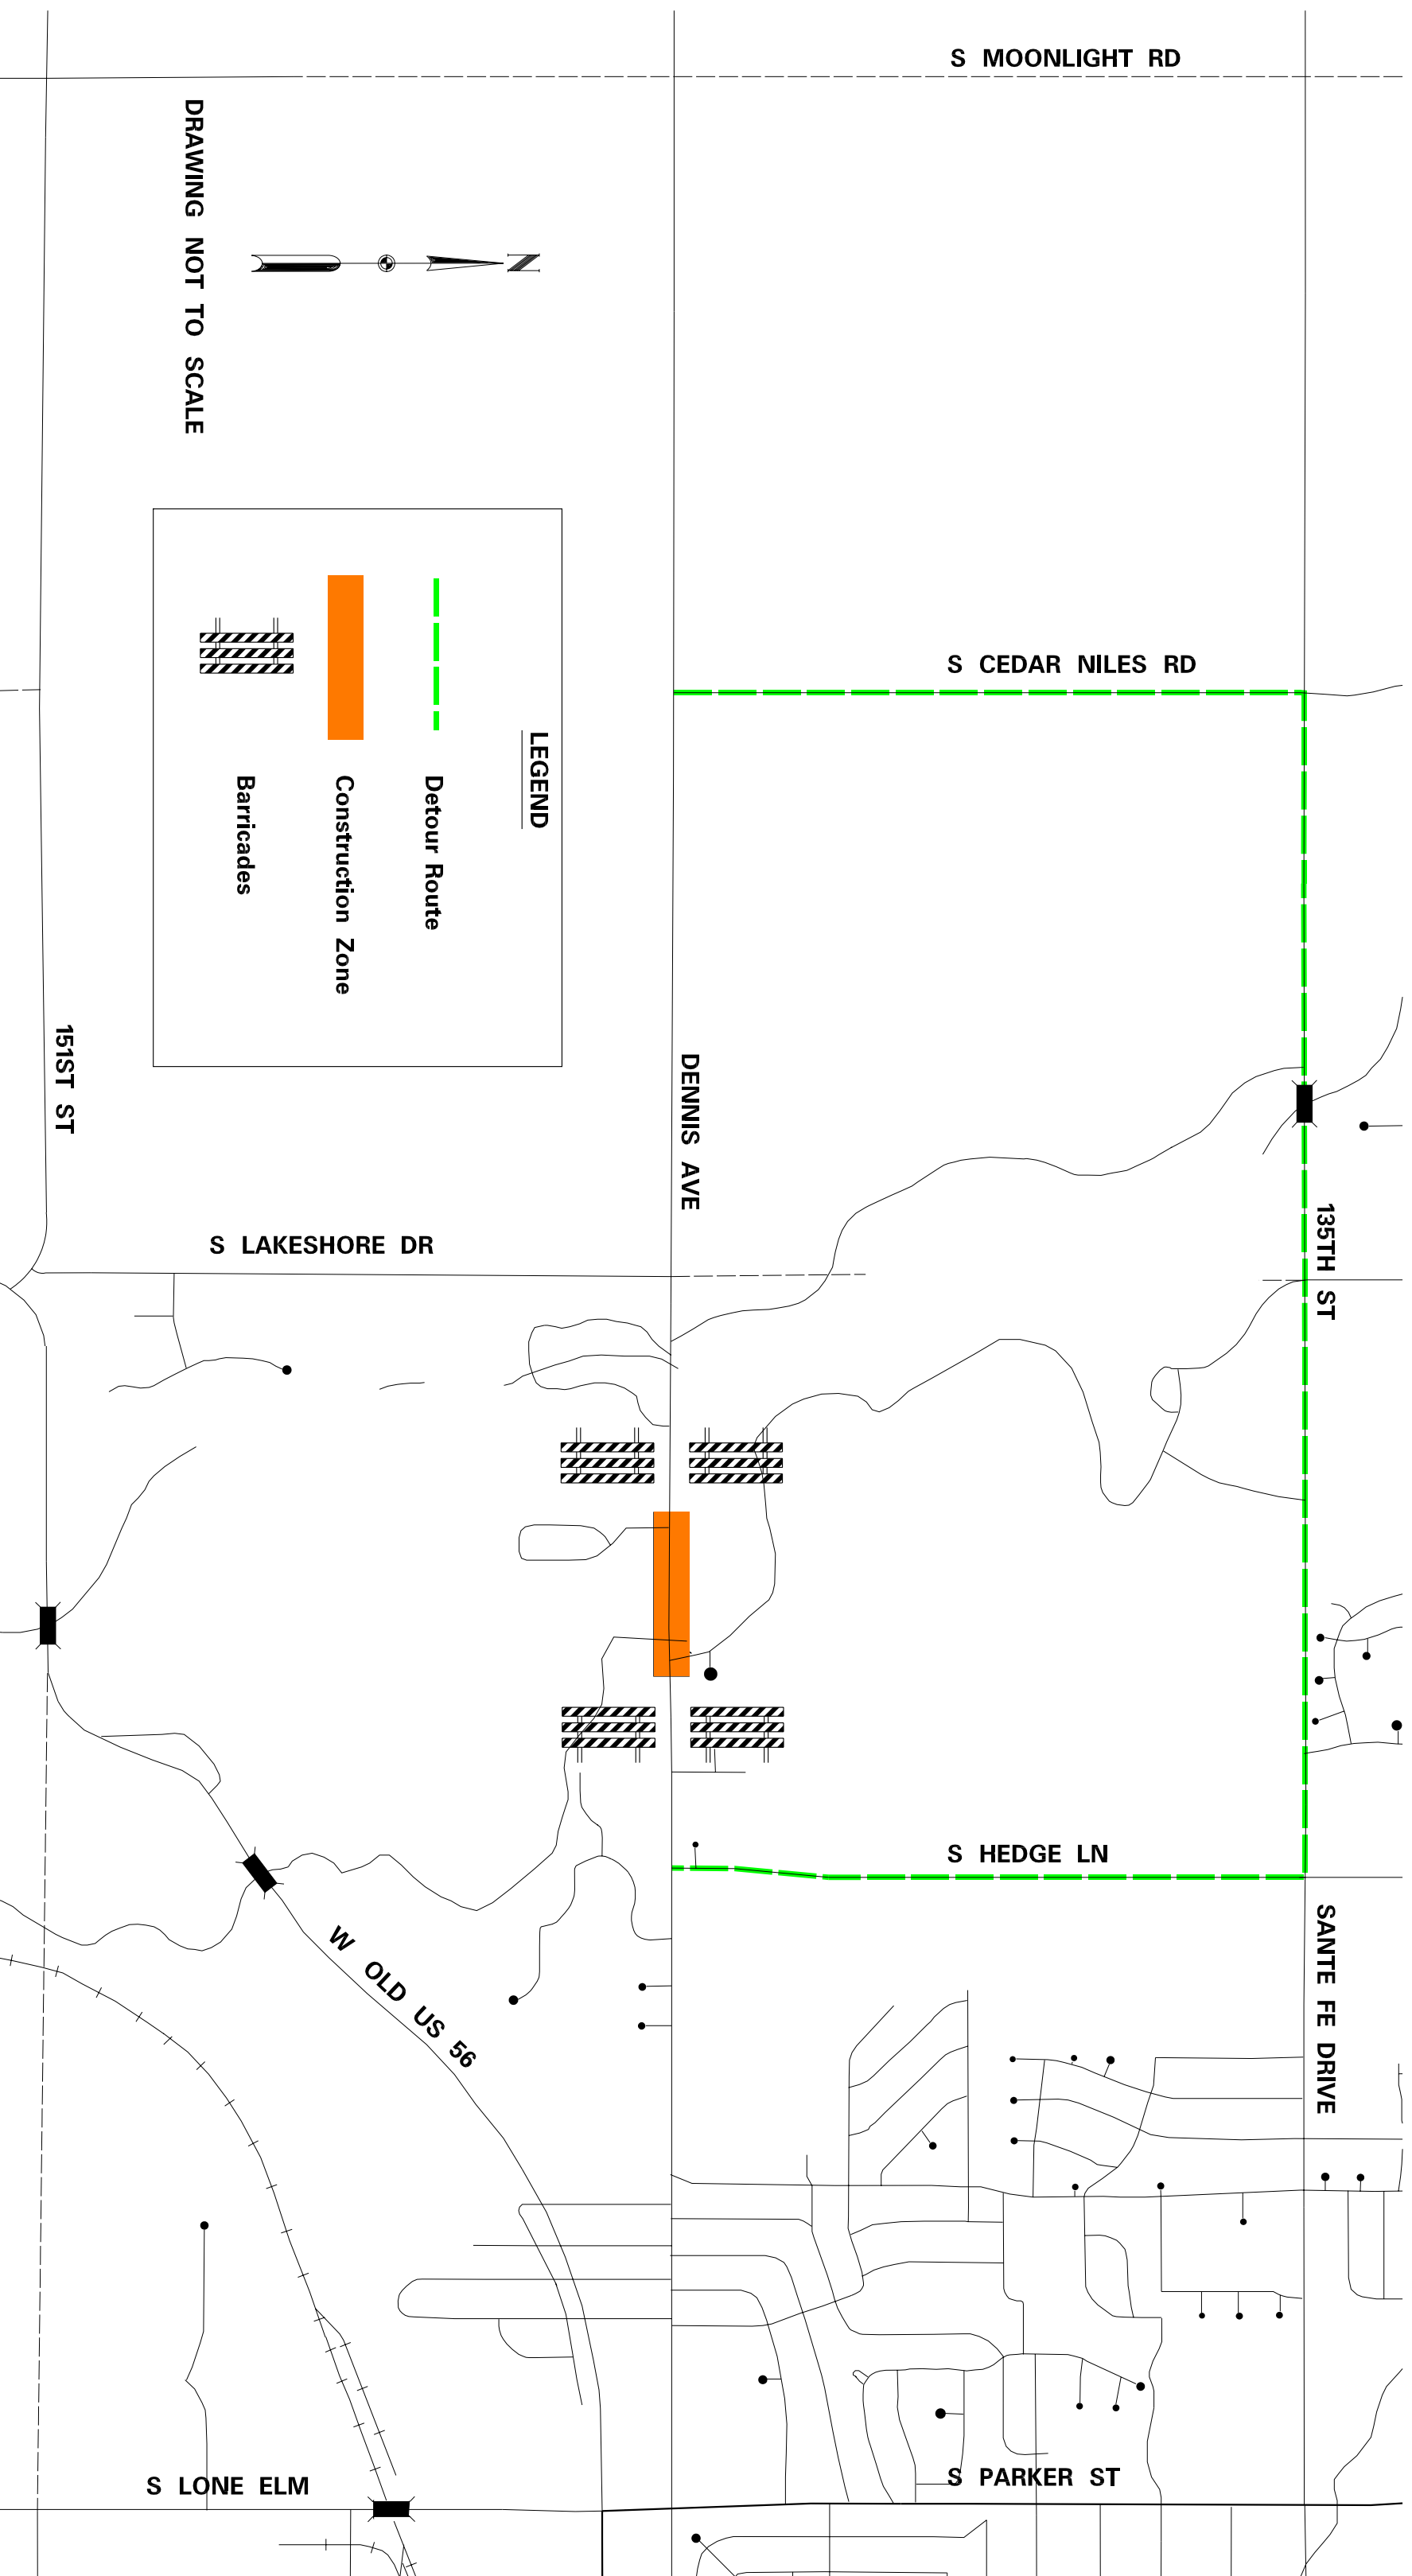 S MOONLIGHT RD
DRAWING NOT TO SCALE
N
S CEDAR NILES RD
LEGEND
Detour Route
Construction Zone
Barricades
151ST ST
DENNIS AVE
135TH ST
S LAKESHORE DR
S HEDGE LN
SANTE FE DRIVE
W OLD US 56
S LONE ELM
S PARKER ST